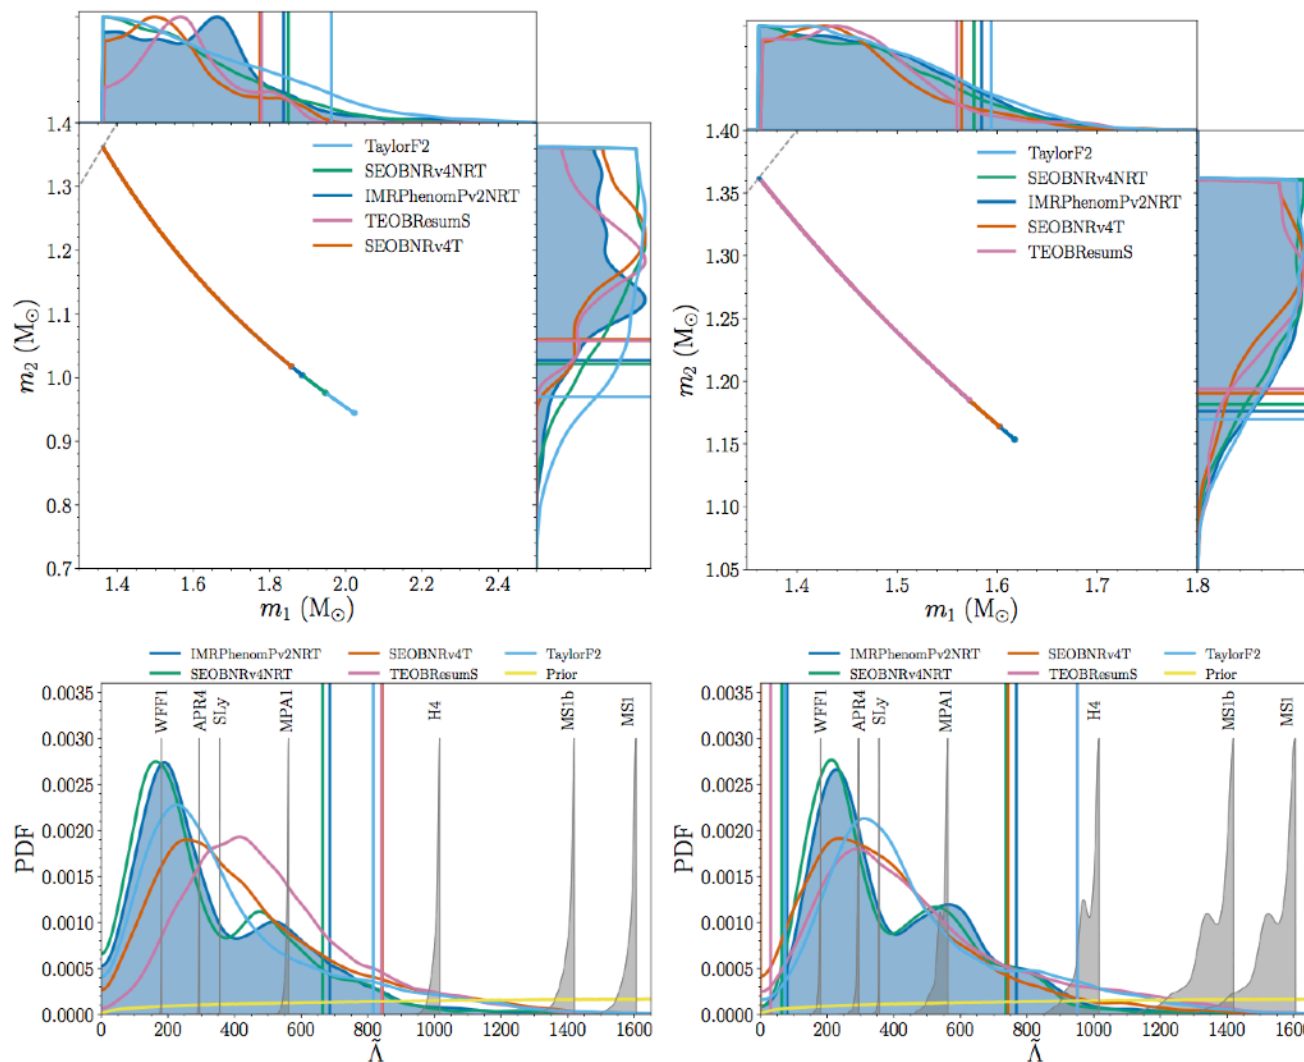 1.4
1.3
1.2
1.1
1.0
0.9
0.8
0.7
m₂ (M⊙)
TaylorF2
SEOBNRv4NRT
IMRPhenomPv2NRT
TEOBResumS
SEOBNRv4T
1.4 1.6 1.8 2.0 2.2 2.4
m₁ (M⊙)
1.40
1.35
1.30
1.25
1.20
1.15
1.10
1.05
m₂ (M⊙)
TaylorF2
SEOBNRv4NRT
IMRPhenomPv2NRT
SEOBNRv4T
TEOBResumS
1.4 1.5 1.6 1.7 1.8
m₁ (M⊙)
IMRPhenomPv2NRT SEOBNRv4T TaylorF2
SEOBNRv4NRT TEOBResumS Prior
0.0035
0.0030
0.0025
0.0020
0.0015
0.0010
0.0005
0.0000
PDF
WFF1 APR4 SLy MPA1 H4 MS1b MS1
0 200 400 600 800 1000 1200 1400 1600
Λ̃
IMRPhenomPv2NRT SEOBNRv4T TaylorF2
SEOBNRv4NRT TEOBResumS Prior
0.0035
0.0030
0.0025
0.0020
0.0015
0.0010
0.0005
0.0000
PDF
WFF1 APR4 SLy MPA1 H4 MS1b MS1
0 200 400 600 800 1000 1200 1400 1600
Λ̃